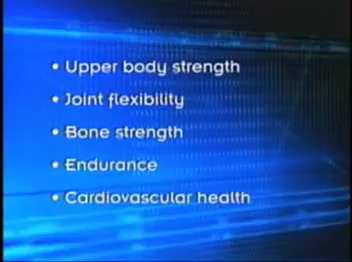 • Upper body strength
• Joint flexibility
• Bone strength
• Endurance
• Cardiovascular health